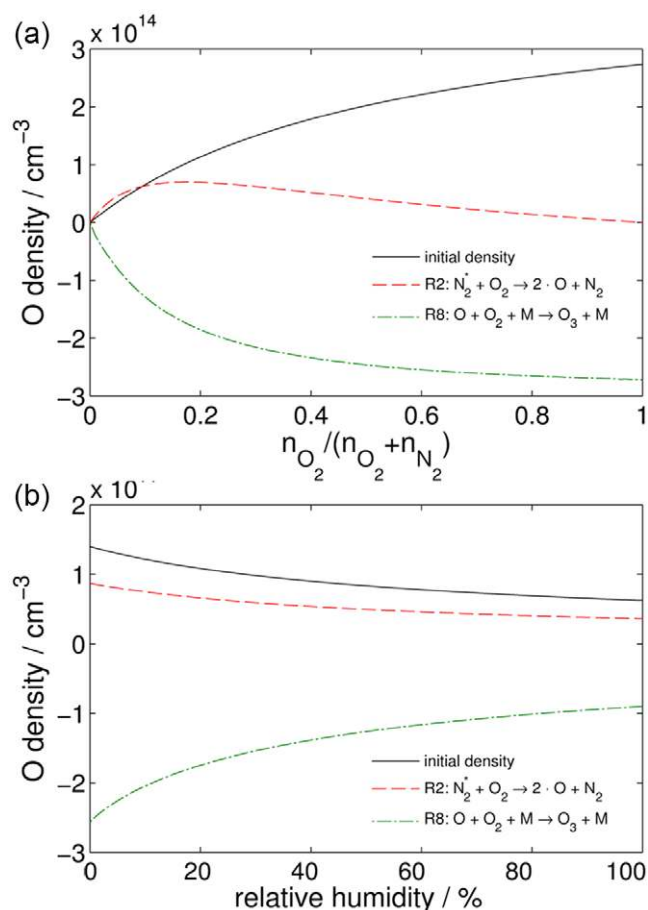 (a)
× 10¹⁴
3
2
1
0
−1
−2
−3
O density / cm⁻³
initial density
R2: N₂* + O₂ → 2 · O + N₂
R8: O + O₂ + M → O₃ + M
0 0.2 0.4 0.6 0.8 1
n_O₂/(n_O₂+n_N₂)
(b)
× 10
2
1
0
−1
−2
−3
O density / cm⁻³
initial density
R2: N₂* + O₂ → 2 · O + N₂
R8: O + O₂ + M → O₃ + M
0 20 40 60 80 100
relative humidity / %